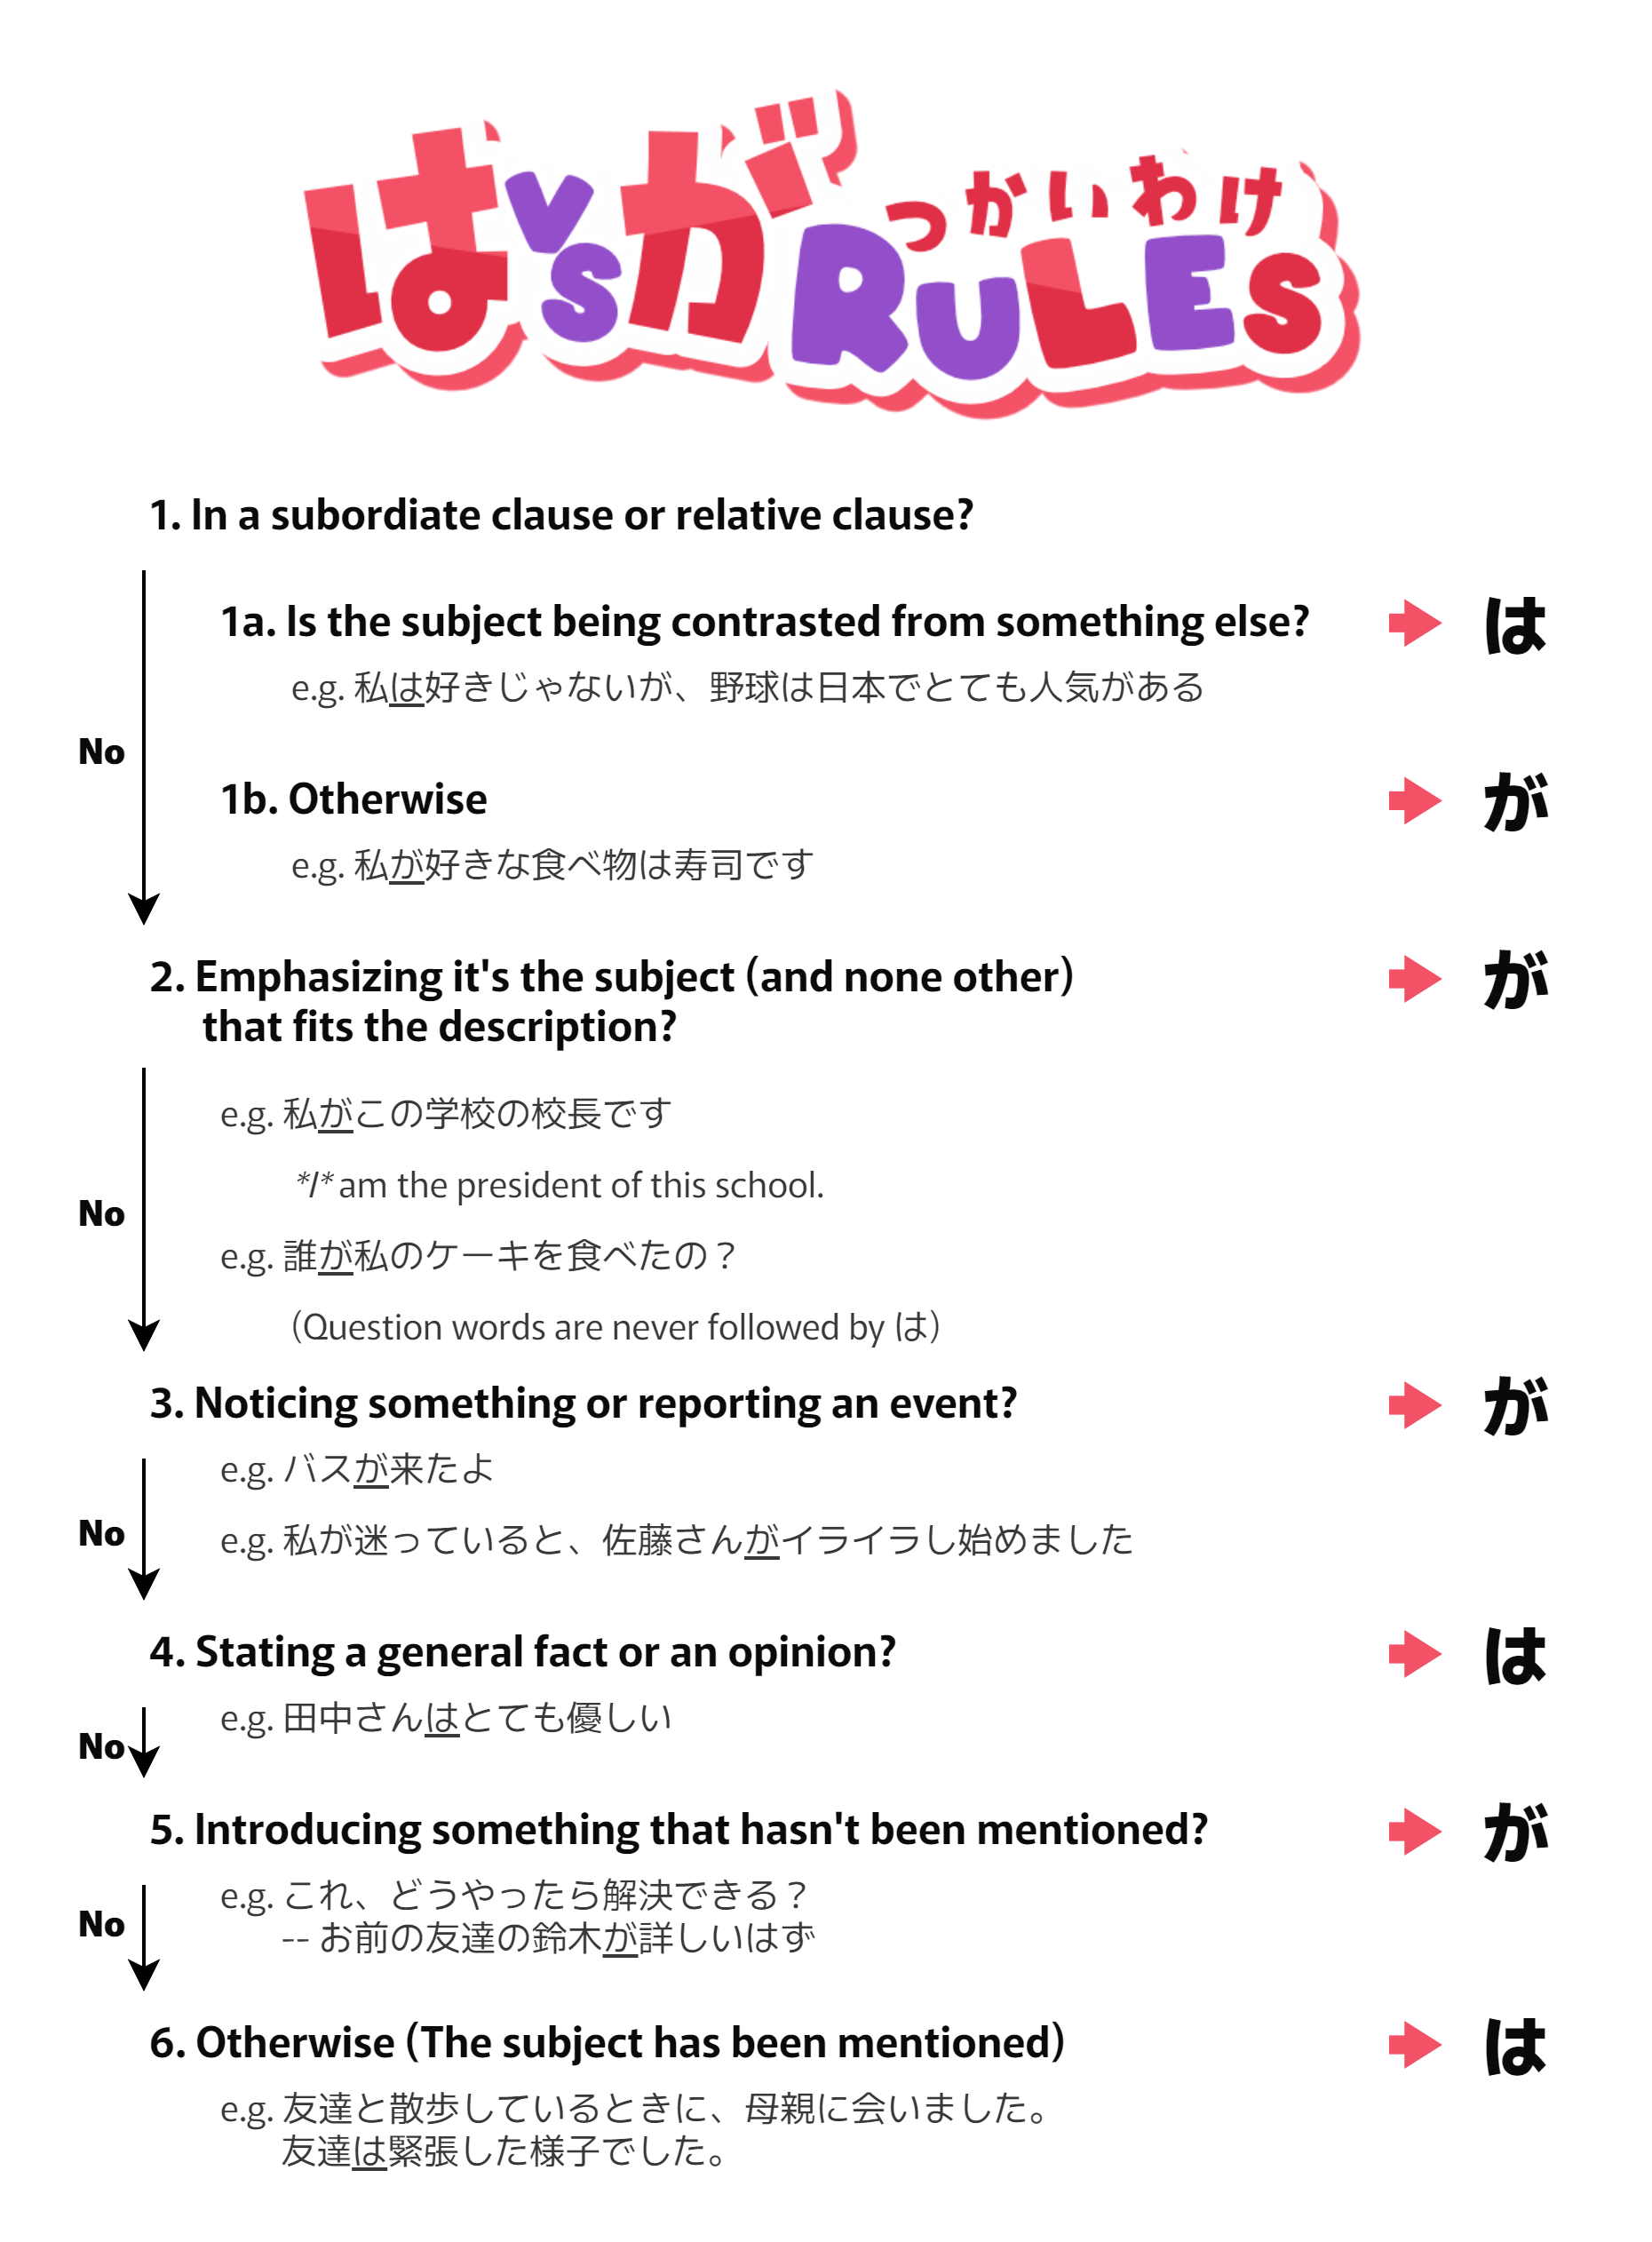 は VS が つかいわけ RULES
1. In a subordiate clause or relative clause?
1a. Is the subject being contrasted from something else? は
e.g. 私は好きじゃないが、野球は日本でとても人気がある
No
1b. Otherwise が
e.g. 私が好きな食べ物は寿司です
2. Emphasizing it's the subject (and none other) が
that fits the description?
e.g. 私がこの学校の校長です
*I* am the president of this school.
No
e.g. 誰が私のケーキを食べたの？
(Question words are never followed by は)
3. Noticing something or reporting an event? が
e.g. バスが来たよ
No
e.g. 私が迷っていると、佐藤さんがイライラし始めました
4. Stating a general fact or an opinion? は
e.g. 田中さんはとても優しい
No
5. Introducing something that hasn't been mentioned? が
e.g. これ、どうやったら解決できる？
No
-- お前の友達の鈴木が詳しいはず
6. Otherwise (The subject has been mentioned) は
e.g. 友達と散歩しているときに、母親に会いました。
友達は緊張した様子でした。